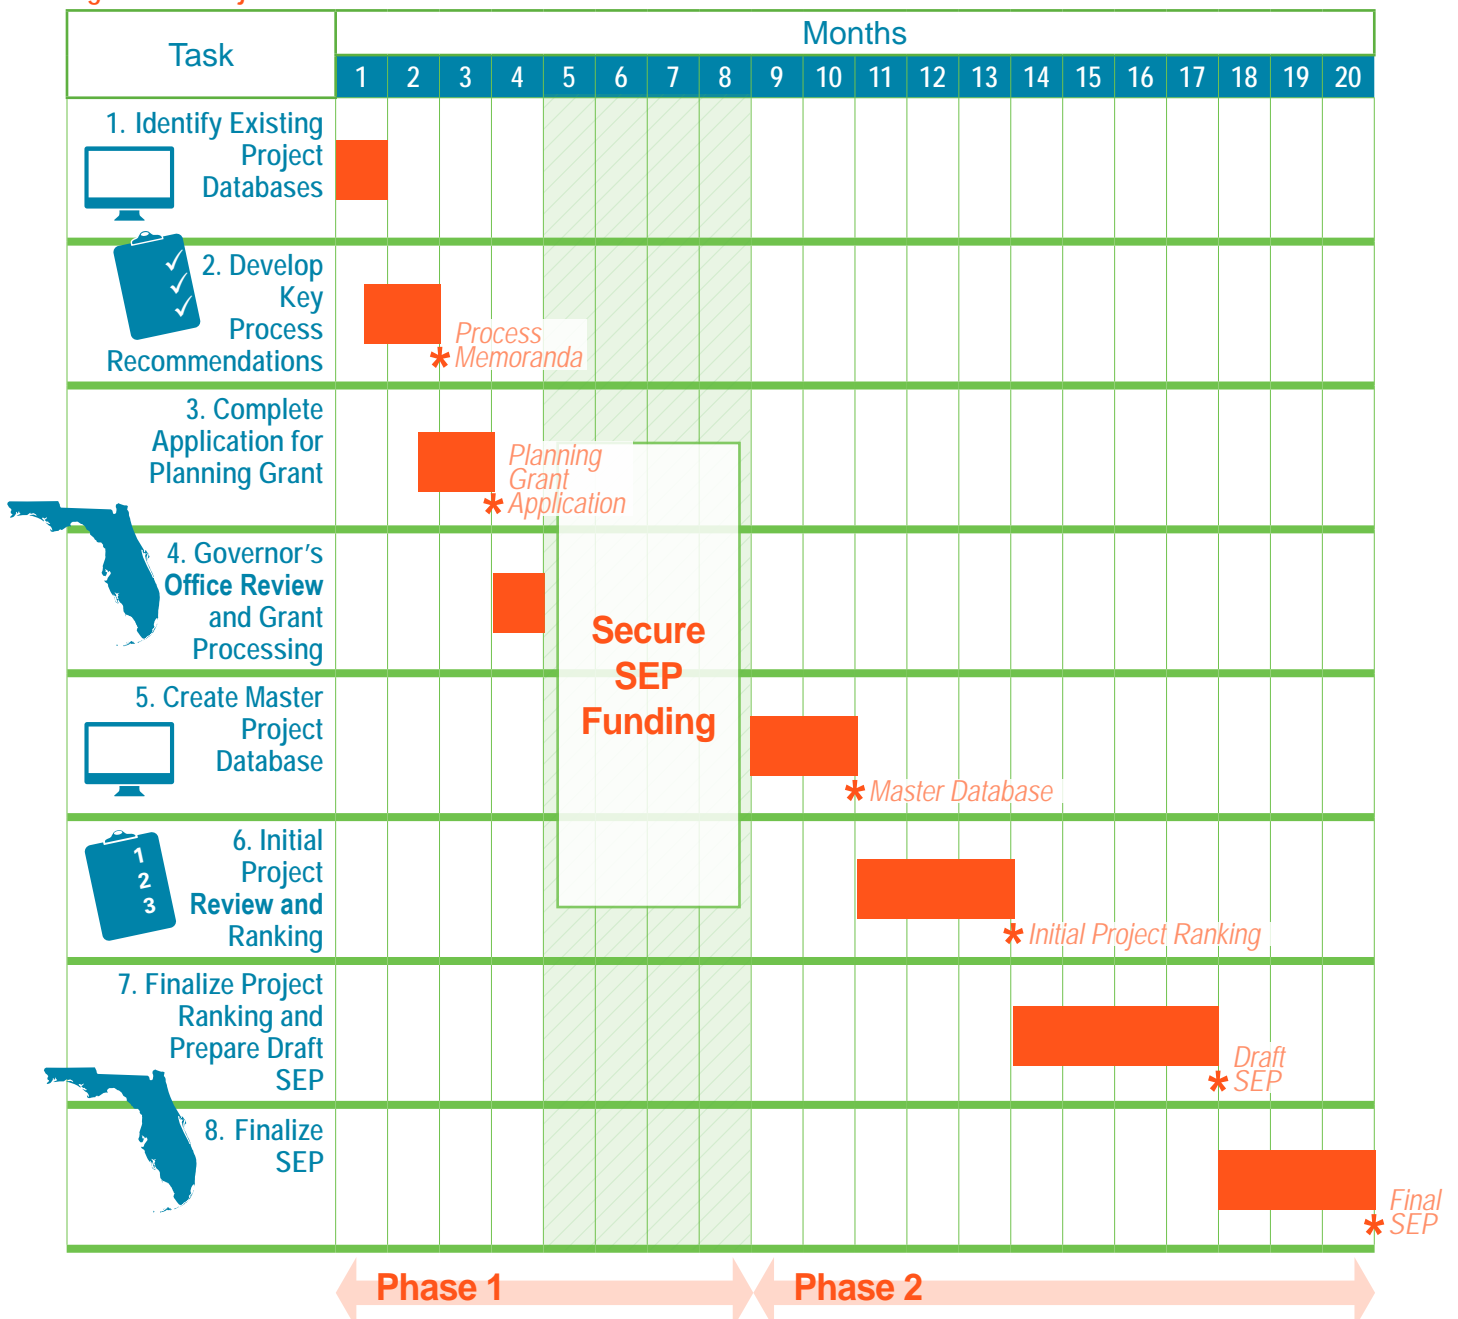 Months
Task
1 2 3 4 5 6 7 8 9 10 11 12 13 14 15 16 17 18 19 20
1. Identify Existing
Project
Databases
2. Develop
Key
Process
Recommendations
Process
Memoranda
3. Complete
Application for
Planning Grant
Planning
Grant
Application
4. Governor's
Office Review
and Grant
Processing
Secure
SEP
Funding
5. Create Master
Project
Database
Master Database
1
2
3
6. Initial
Project
Review and
Ranking
Initial Project Ranking
7. Finalize Project
Ranking and
Prepare Draft
SEP
Draft
SEP
8. Finalize
SEP
Final
SEP
Phase 1
Phase 2